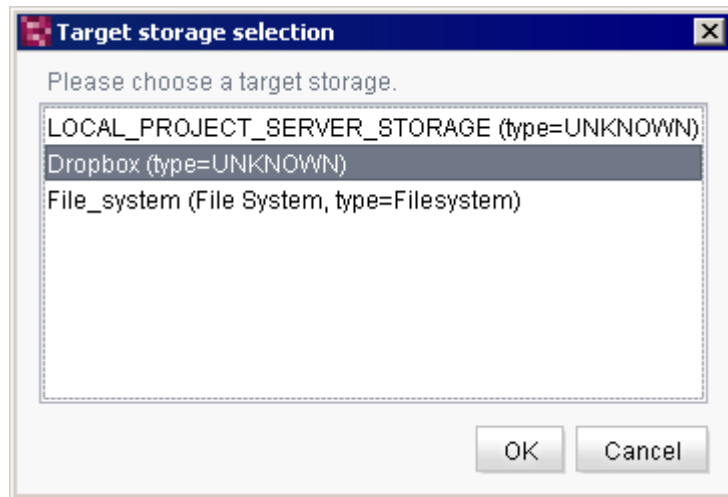 Target storage selection
Please choose a target storage.
LOCAL_PROJECT_SERVER_STORAGE (type=UNKNOWN)
Dropbox (type=UNKNOWN)
File_system (File System, type=Filesystem)
OK Cancel